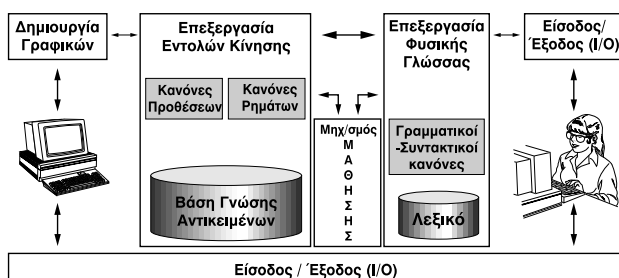 Δημιουργία
Γραφικών
Επεξεργασία
Εντολών Κίνησης
Επεξεργασία
Φυσικής
Γλώσσας
Είσοδος/
Έξοδος (I/O)
Κανόνες
Προθέσεων
Κανόνες
Ρημάτων
Μηχ/σμός
Μ
Α
Θ
Η
Σ
Η
Σ
Γραμματικοί
-Συντακτικοί
κανόνες
Βάση Γνώσης
Αντικειμένων
Λεξικό
Είσοδος / Έξοδος (I/O)